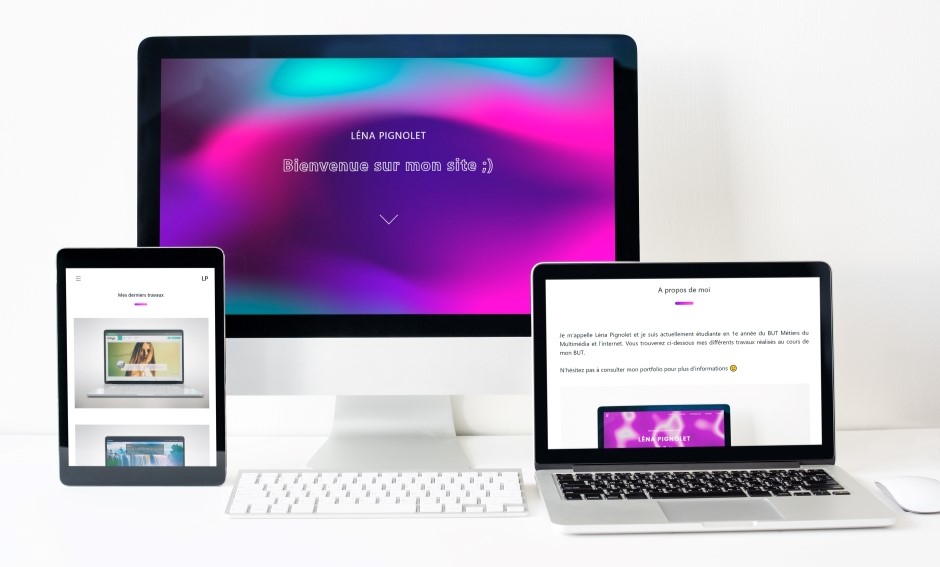 LÉNA PIGNOLET
Bienvenue sur mon site ;)
LP
Mes derniers travaux
A propos de moi
Je m'appelle Léna Pignolet et je suis actuellement étudiante en 1e année du BUT Métiers du
Multimédia et l'internet. Vous trouverez ci-dessous mes différents travaux réalisés au cours de
mon BUT.
N'hésitez pas à consulter mon portfolio pour plus d'informations 🙂
LÉNA PIGNOLET